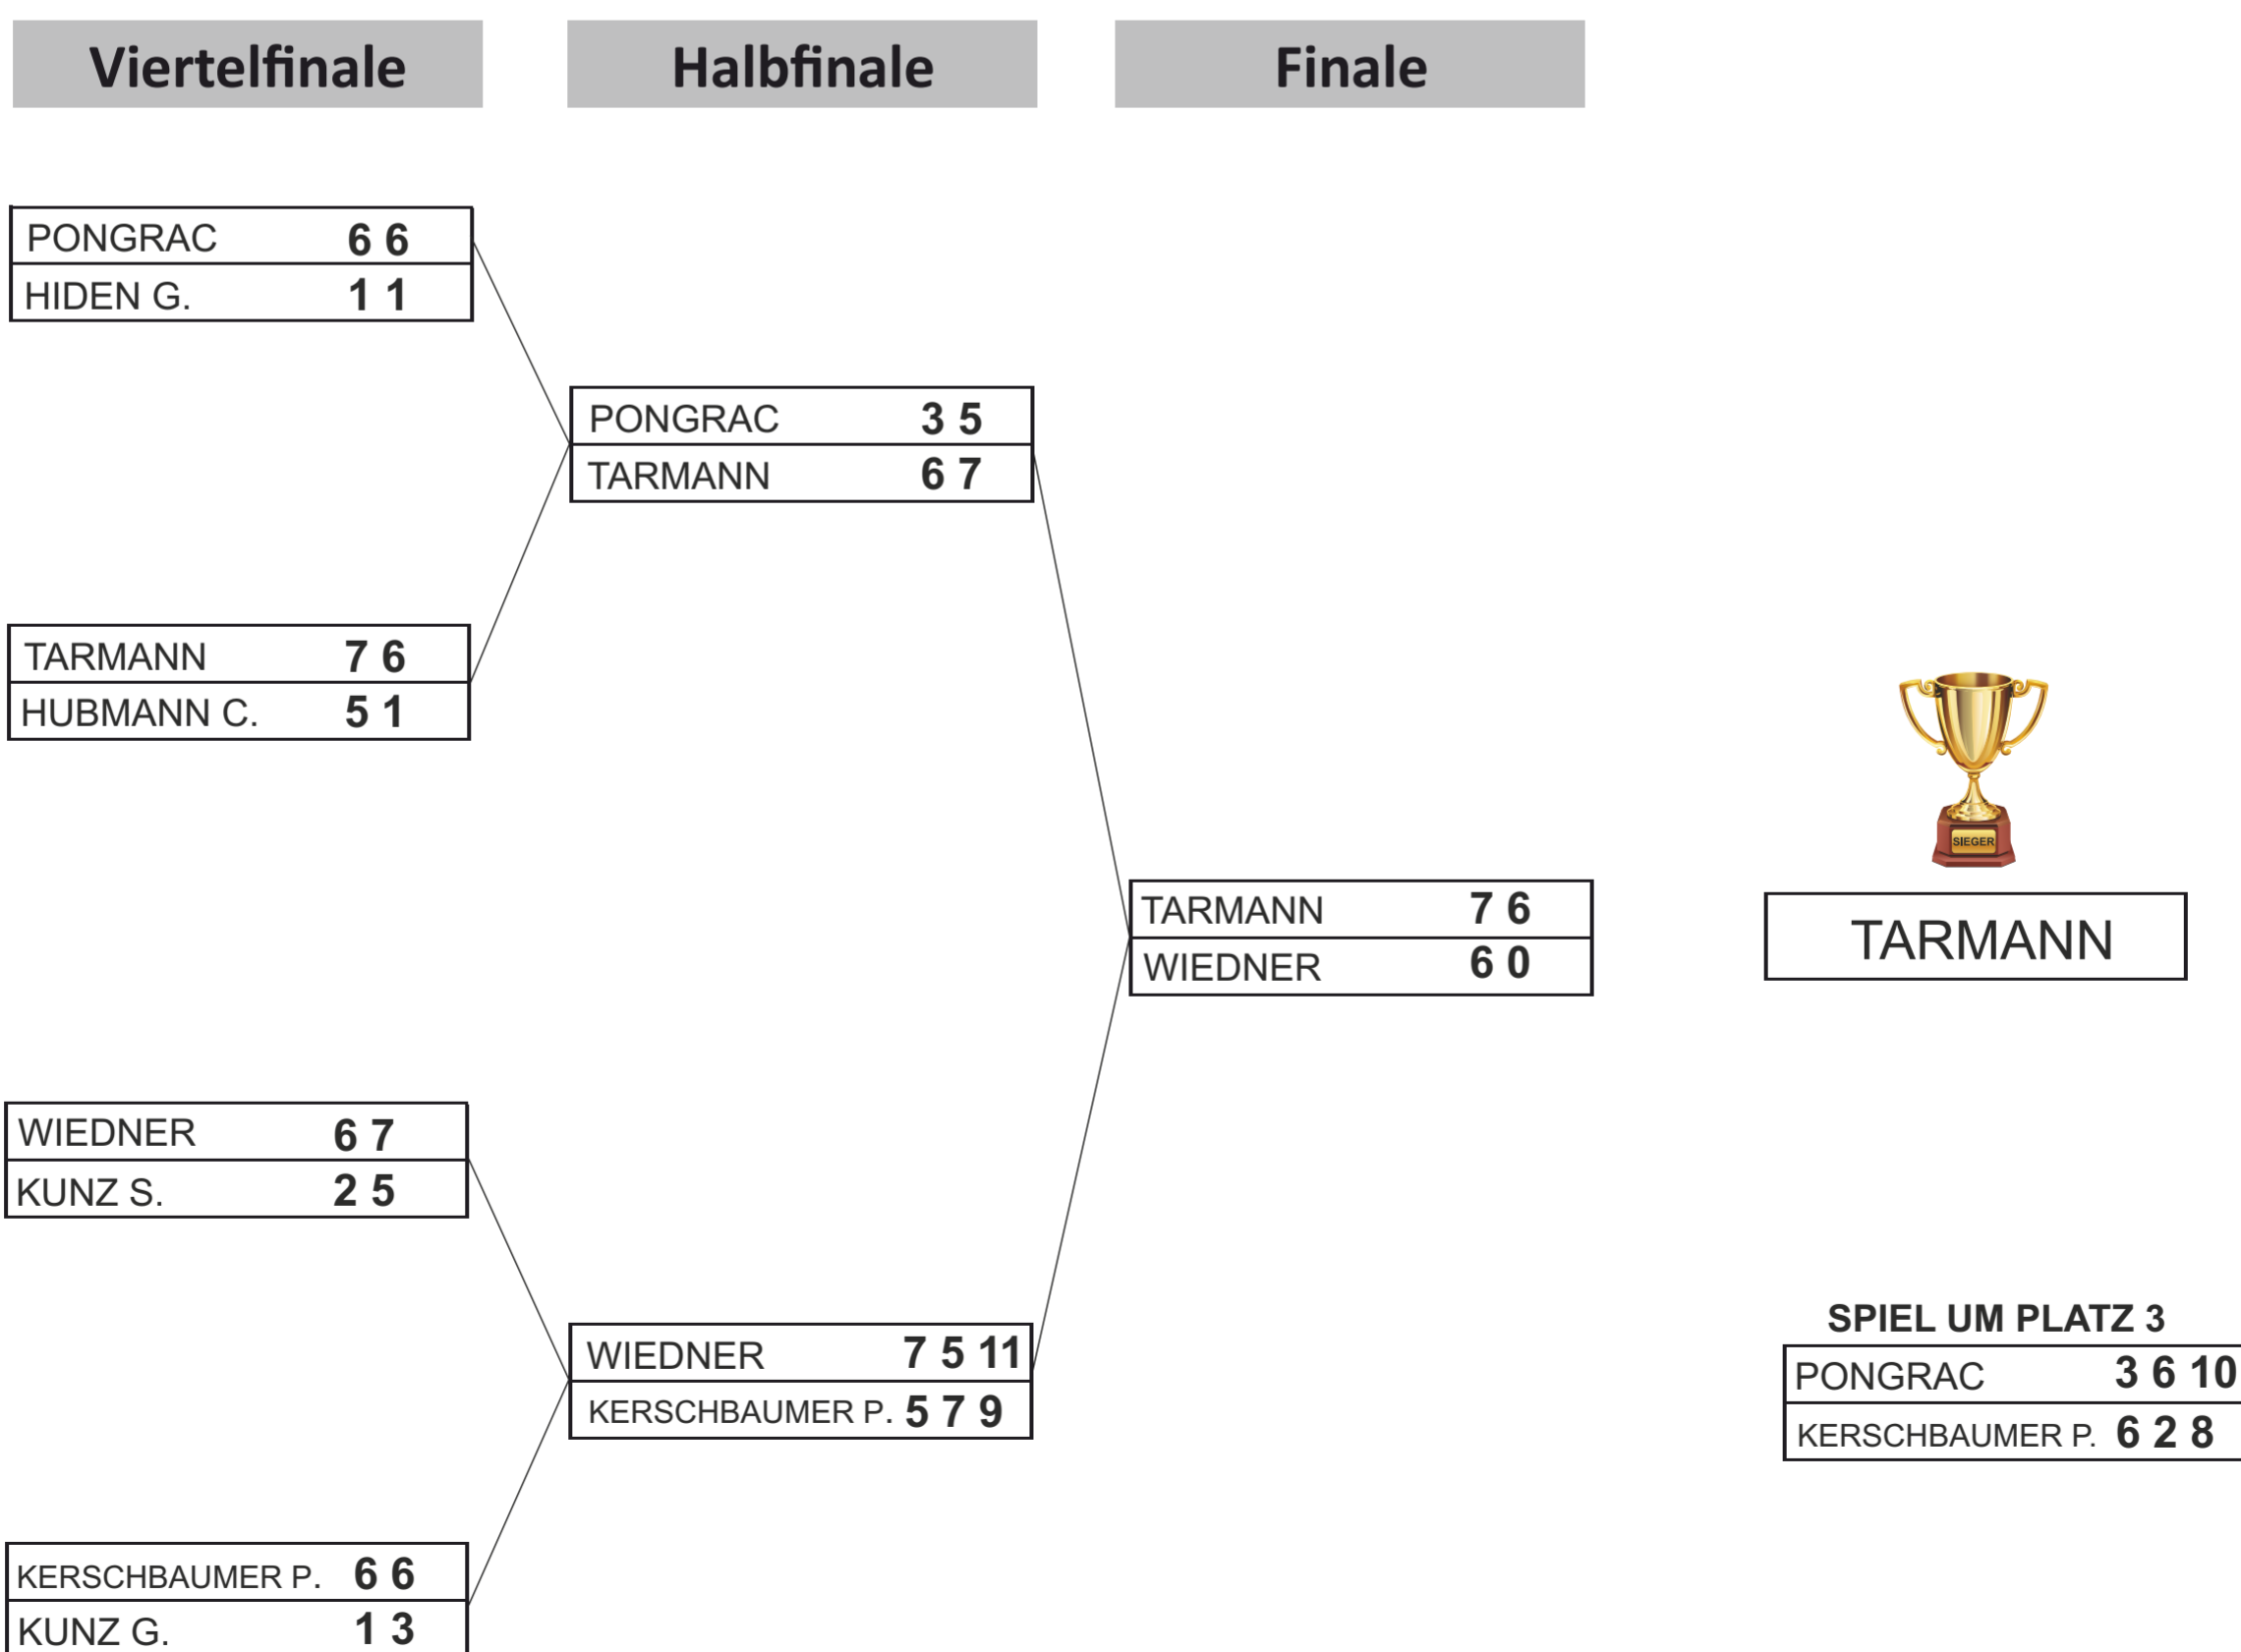 Viertelfinale
Halbfinale
Finale
PONGRAC 6 6
HIDEN G. 1 1
TARMANN 7 6
HUBMANN C. 5 1
WIEDNER 6 7
KUNZ S. 2 5
KERSCHBAUMER P. 6 6
KUNZ G. 1 3
PONGRAC 3 5
TARMANN 6 7
WIEDNER 7 5 11
KERSCHBAUMER P. 5 7 9
TARMANN 7 6
WIEDNER 6 0
SIEGER
TARMANN
SPIEL UM PLATZ 3
PONGRAC 3 6 10
KERSCHBAUMER P. 6 2 8